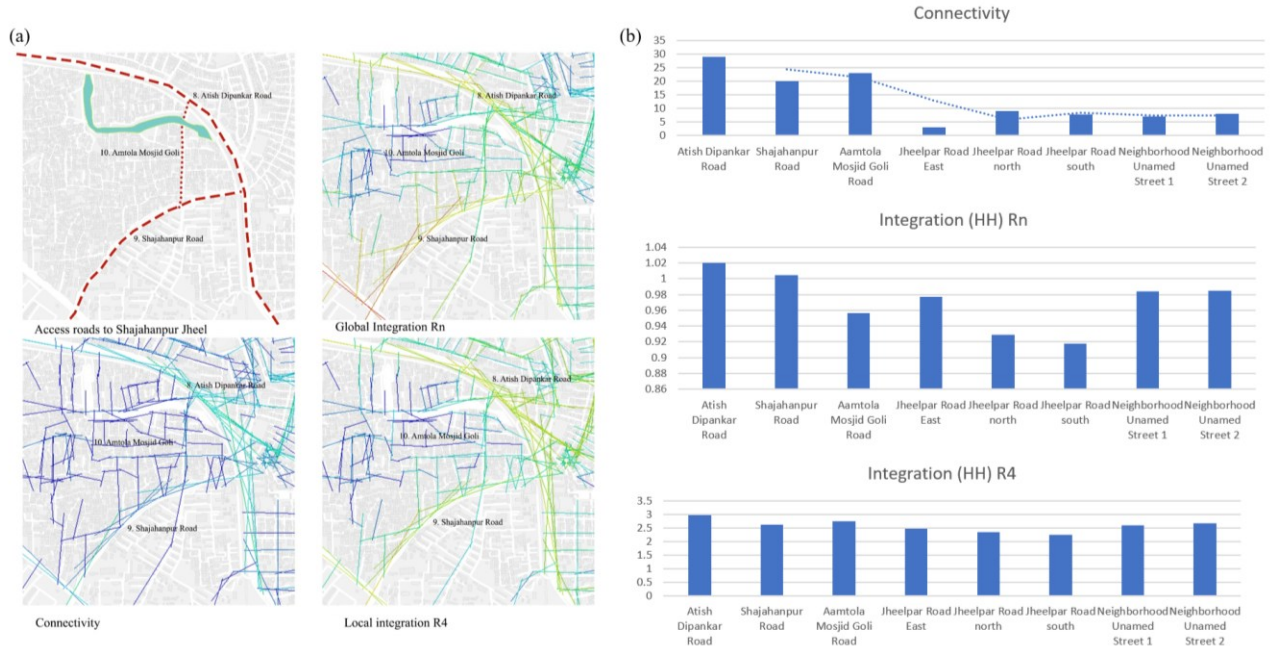 (a)
8. Atish Dipankar Road
10. Amtola Mosjid Goli
9. Shajahanpur Road
Access roads to Shajahanpur Jheel
8. Atish Dipankar Road
10. Amtola Mosjid Goli
9. Shajahanpur Road
Global Integration Rn
8. Atish Dipankar Road
10. Amtola Mosjid Goli
9. Shajahanpur Road
Connectivity
8. Atish Dipankar Road
10. Amtola Mosjid Goli
9. Shajahanpur Road
Local integration R4
(b)
Connectivity
35
30
25
20
15
10
5
0
Atish Dipankar Shajahanpur Aamtola Jheelpar Road Jheelpar Road Jheelpar Road Neighborhood Neighborhood
Road Road Mosjid Goli East north south Unamed Unamed
Road Street 1 Street 2
Integration (HH) Rn
1.04
1.02
1
0.98
0.96
0.94
0.92
0.9
0.88
0.86
Atish Shajahanpur Aamtola Jheelpar Road Jheelpar Road Jheelpar Road Neighborhood Neighborhood
Dipankar Road Mosjid Goli East north south Unamed Unamed
Road Road Street 1 Street 2
Integration (HH) R4
3.5
3
2.5
2
1.5
1
0.5
0
Atish Shajahanpur Aamtola Jheelpar Road Jheelpar Road Jheelpar Road Neighborhood Neighborhood
Dipankar Road Mosjid Goli East north south Unamed Unamed
Road Road Street 1 Street 2